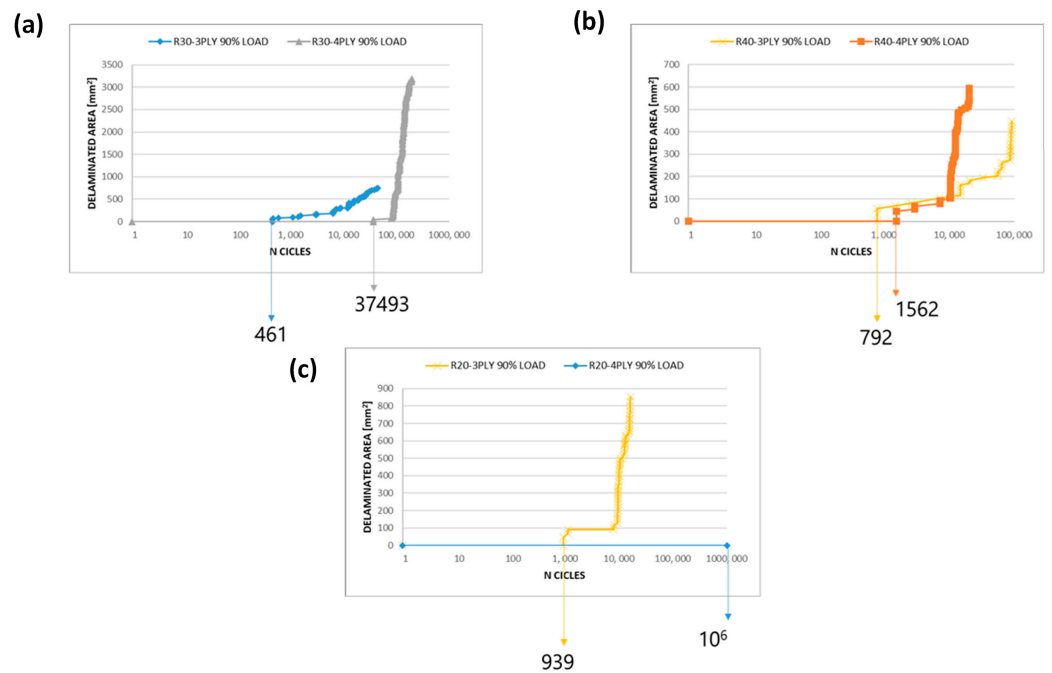 (a)
R30-3PLY 90% LOAD R30-4PLY 90% LOAD
DELAMINATED AREA [mm²]
3500
3000
2500
2000
1500
1000
500
0
1 10 100 1,000 10,000 100,000 1000,000
N CICLES
461
37493
(b)
R40-3PLY 90% LOAD R40-4PLY 90% LOAD
DELAMINATED AREA [mm²]
700
600
500
400
300
200
100
0
1 10 100 1,000 10,000 100,000
N CICLES
1562
792
(c)
R20-3PLY 90% LOAD R20-4PLY 90% LOAD
DELAMINATED AREA [mm²]
900
800
700
600
500
400
300
200
100
0
1 10 100 1,000 10,000 100,000 1000,000
N CICLES
939
10⁶